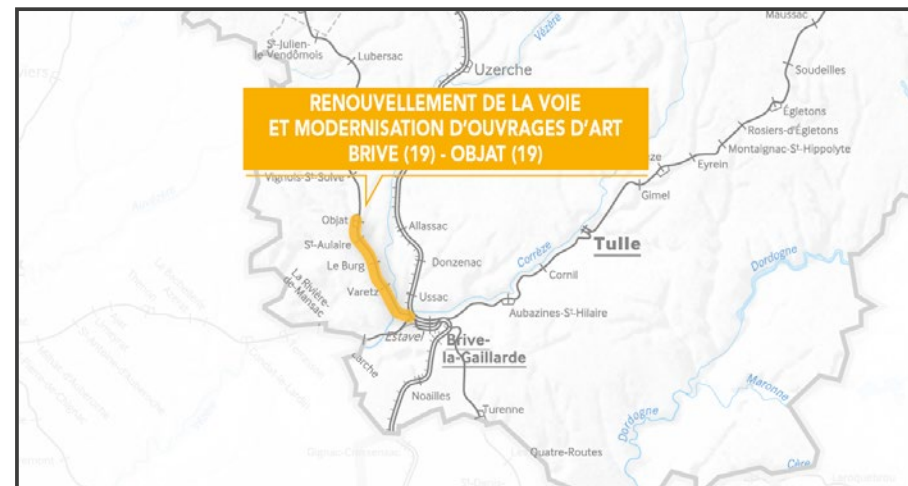 Maussac
St-Julien-
le-Vendômois
Lubersac
Vézère
Uzerche
Soudeilles
Égletons
RENOUVELLEMENT DE LA VOIE
ET MODERNISATION D'OUVRAGES D'ART
BRIVE (19) - OBJAT (19)
Rosiers-d'Égletons
Montaignac-St-Hippolyte
Eyrein
Vignols-St-Solve
Gimel
Objat
Allassac
St-Aulaire
Tulle
Corrèze
Dordogne
Le Burg
Donzenac
Cornil
La Rivière-
de-Mansac
Varetz
Ussac
Aubazines-St-Hilaire
Estavel
Brive-
la-Gaillarde
Larche
Maronne
Noailles
Turenne
Dordogne
Quatre-Routes
Cère